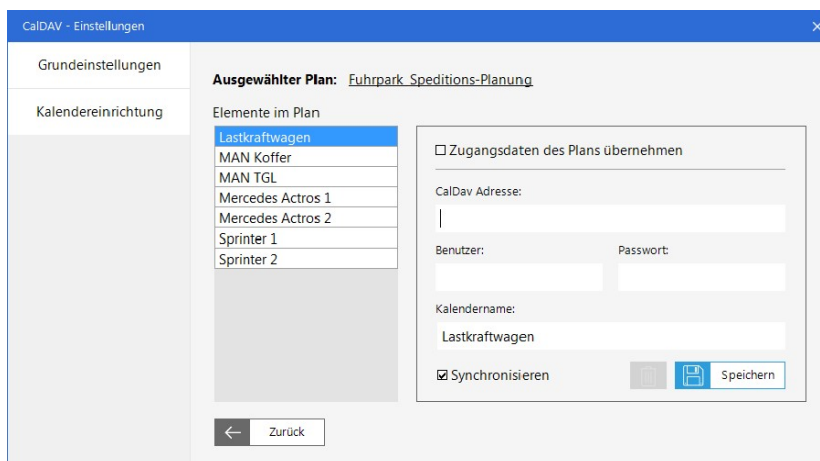 CalDAV - Einstellungen
Grundeinstellungen
Kalendereinrichtung
Ausgewählter Plan: Fuhrpark Speditions-Planung
Elemente im Plan
Lastkraftwagen
MAN Koffer
MAN TGL
Mercedes Actros 1
Mercedes Actros 2
Sprinter 1
Sprinter 2
Zugangsdaten des Plans übernehmen
CalDav Adresse:
Benutzer: Passwort:
Kalendername:
Lastkraftwagen
Synchronisieren Speichern
Zurück